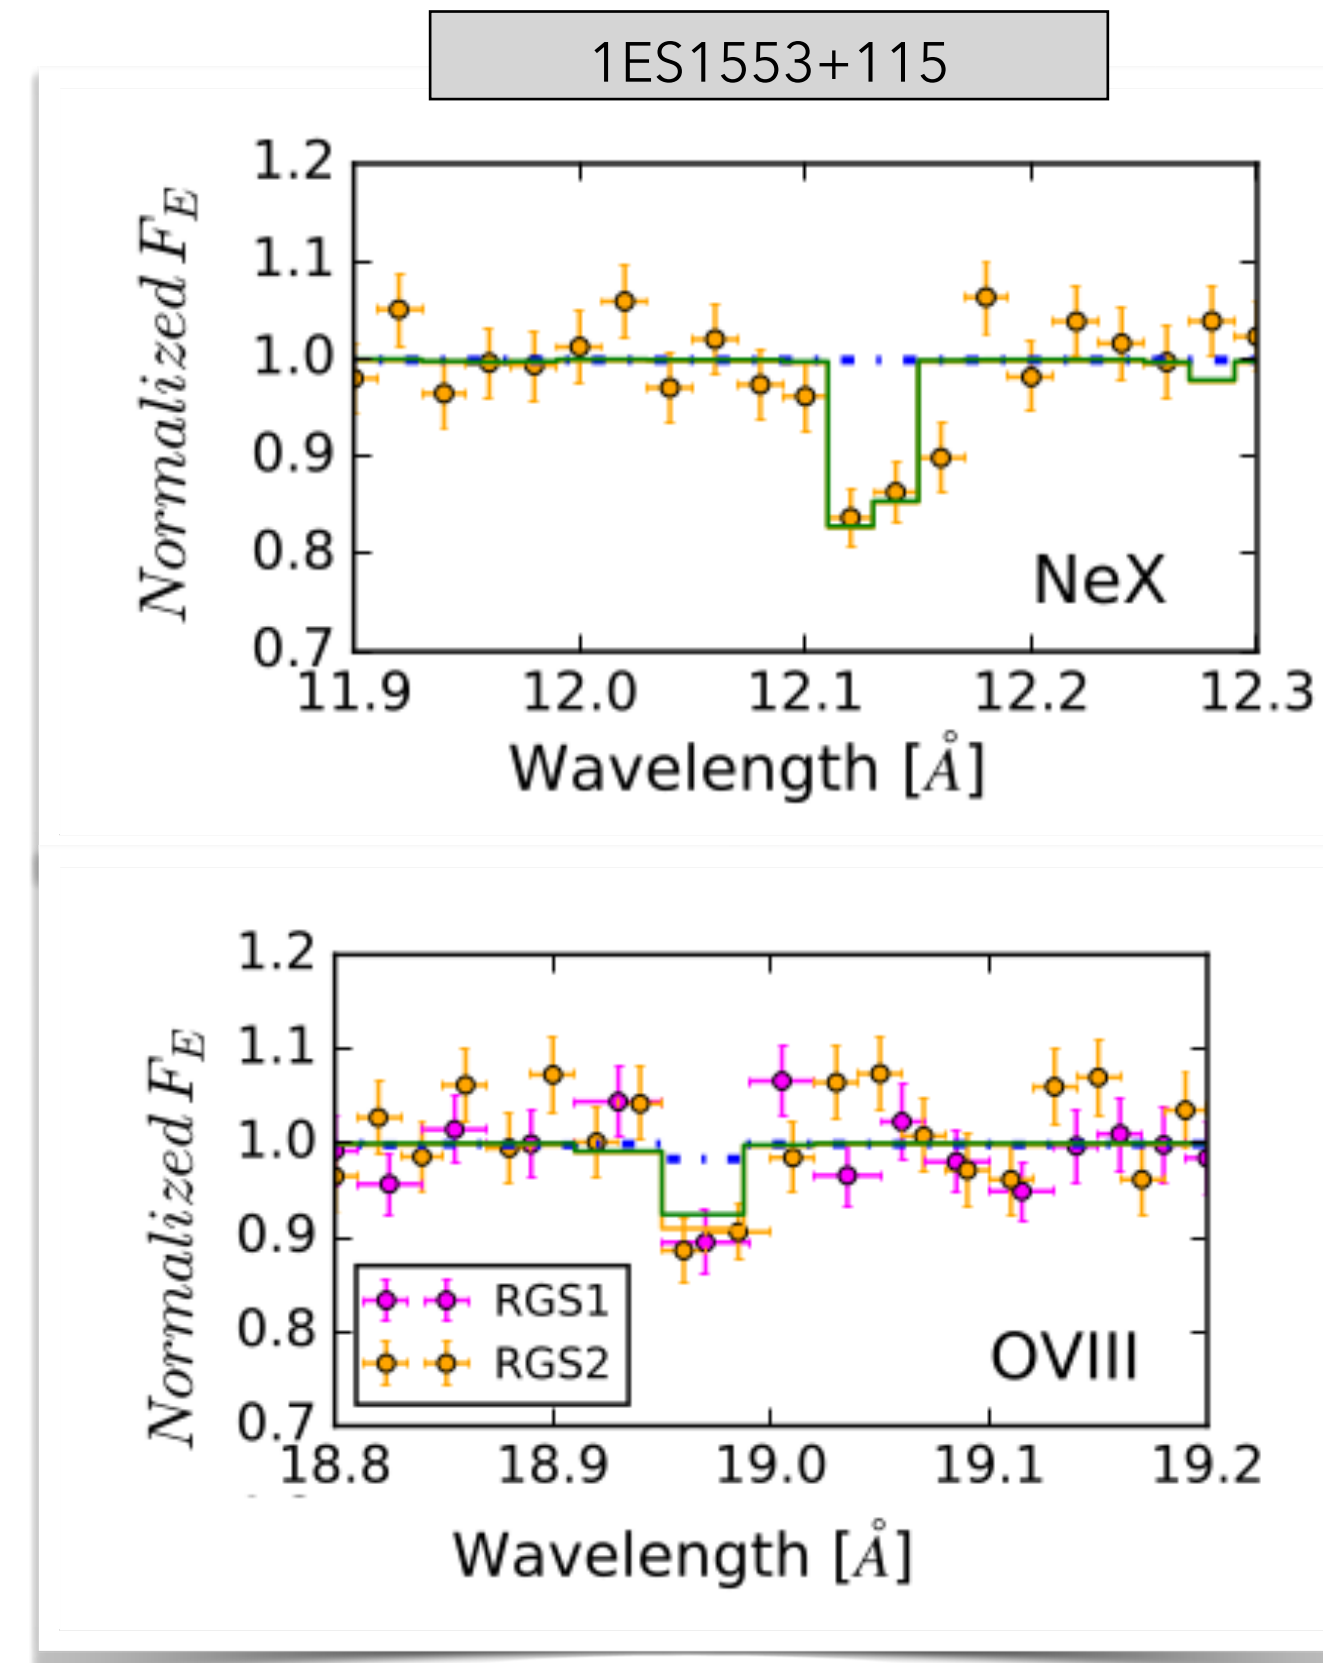 1ES1553+115
1.2
1.1
1.0
0.9
0.8
0.7
Normalized F_E
NeX
11.9 12.0 12.1 12.2 12.3
Wavelength [Å]
1.2
1.1
1.0
0.9
0.8
0.7
Normalized F_E
RGS1
RGS2
OVIII
18.8 18.9 19.0 19.1 19.2
Wavelength [Å]